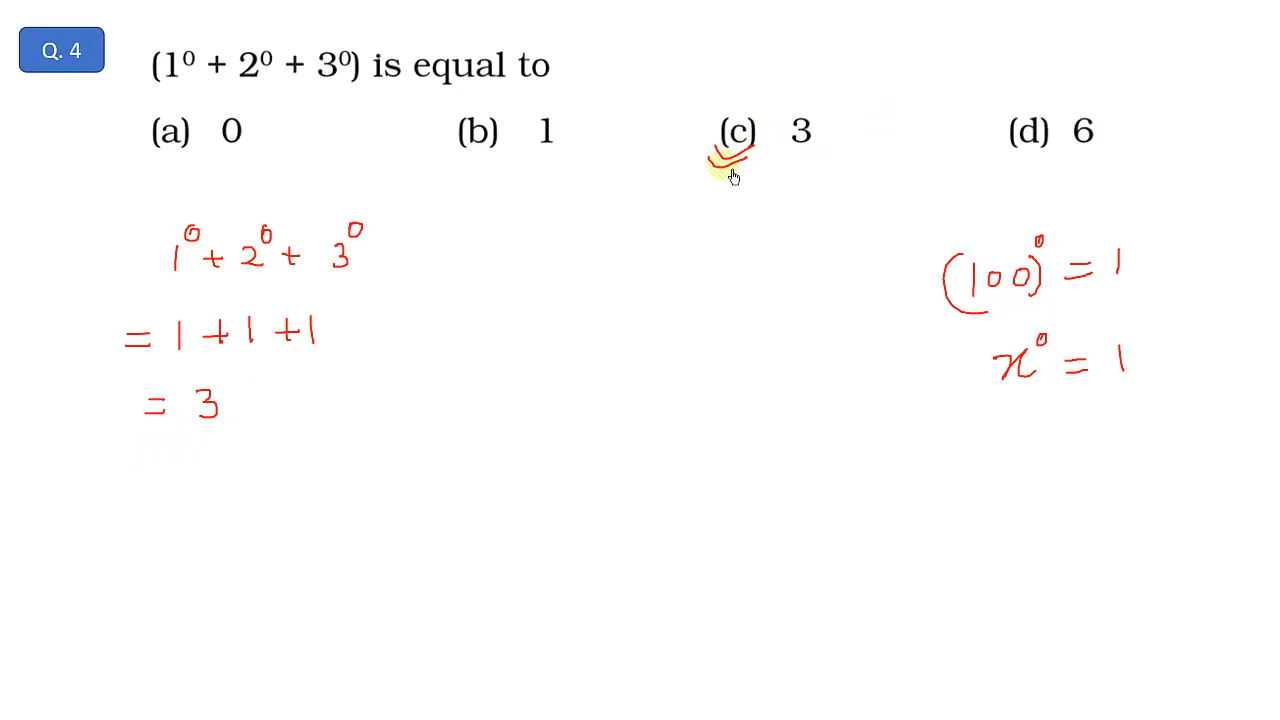 Q. 4
(1⁰ + 2⁰ + 3⁰) is equal to
(a) 0 (b) 1 (c) 3 (d) 6
1⁰ + 2⁰ + 3⁰
= 1 + 1 + 1
= 3
(100)⁰ = 1
x⁰ = 1